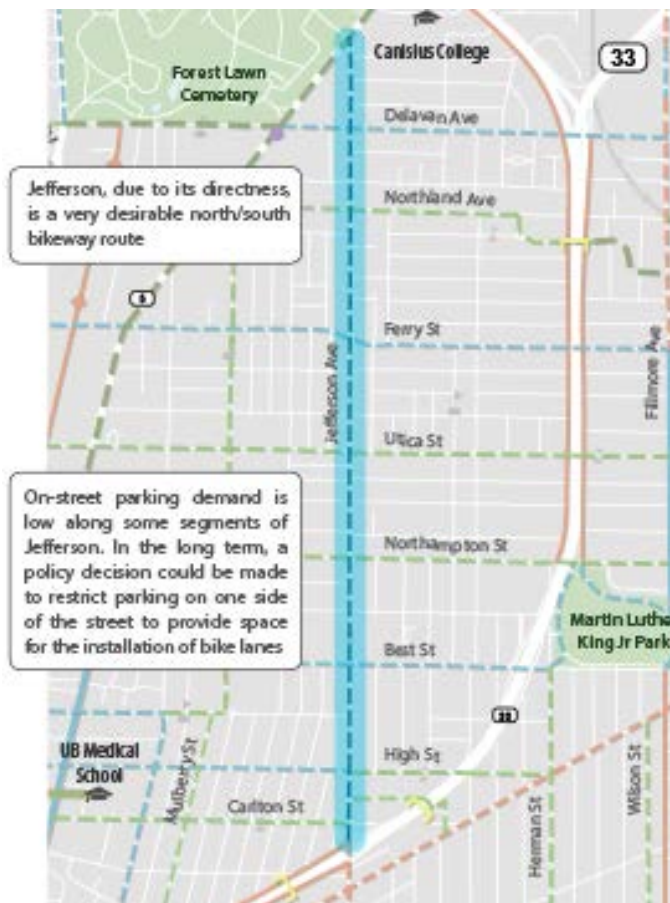 Canisius College
33
Forest Lawn
Cemetery
Delavan Ave
Jefferson, due to its directness,
is a very desirable north/south
bikeway route
Northland Ave
Ferry St
Jefferson Ave
Fillmore Ave
Utica St
On-street parking demand is
low along some segments of
Jefferson. In the long term, a
policy decision could be made
to restrict parking on one side
of the street to provide space
for the installation of bike lanes
Northampton St
Martin Luthe
King Jr Park
Best St
UB Medical
School
Mulberry St
High St
Carlton St
Herman St
Wilson St